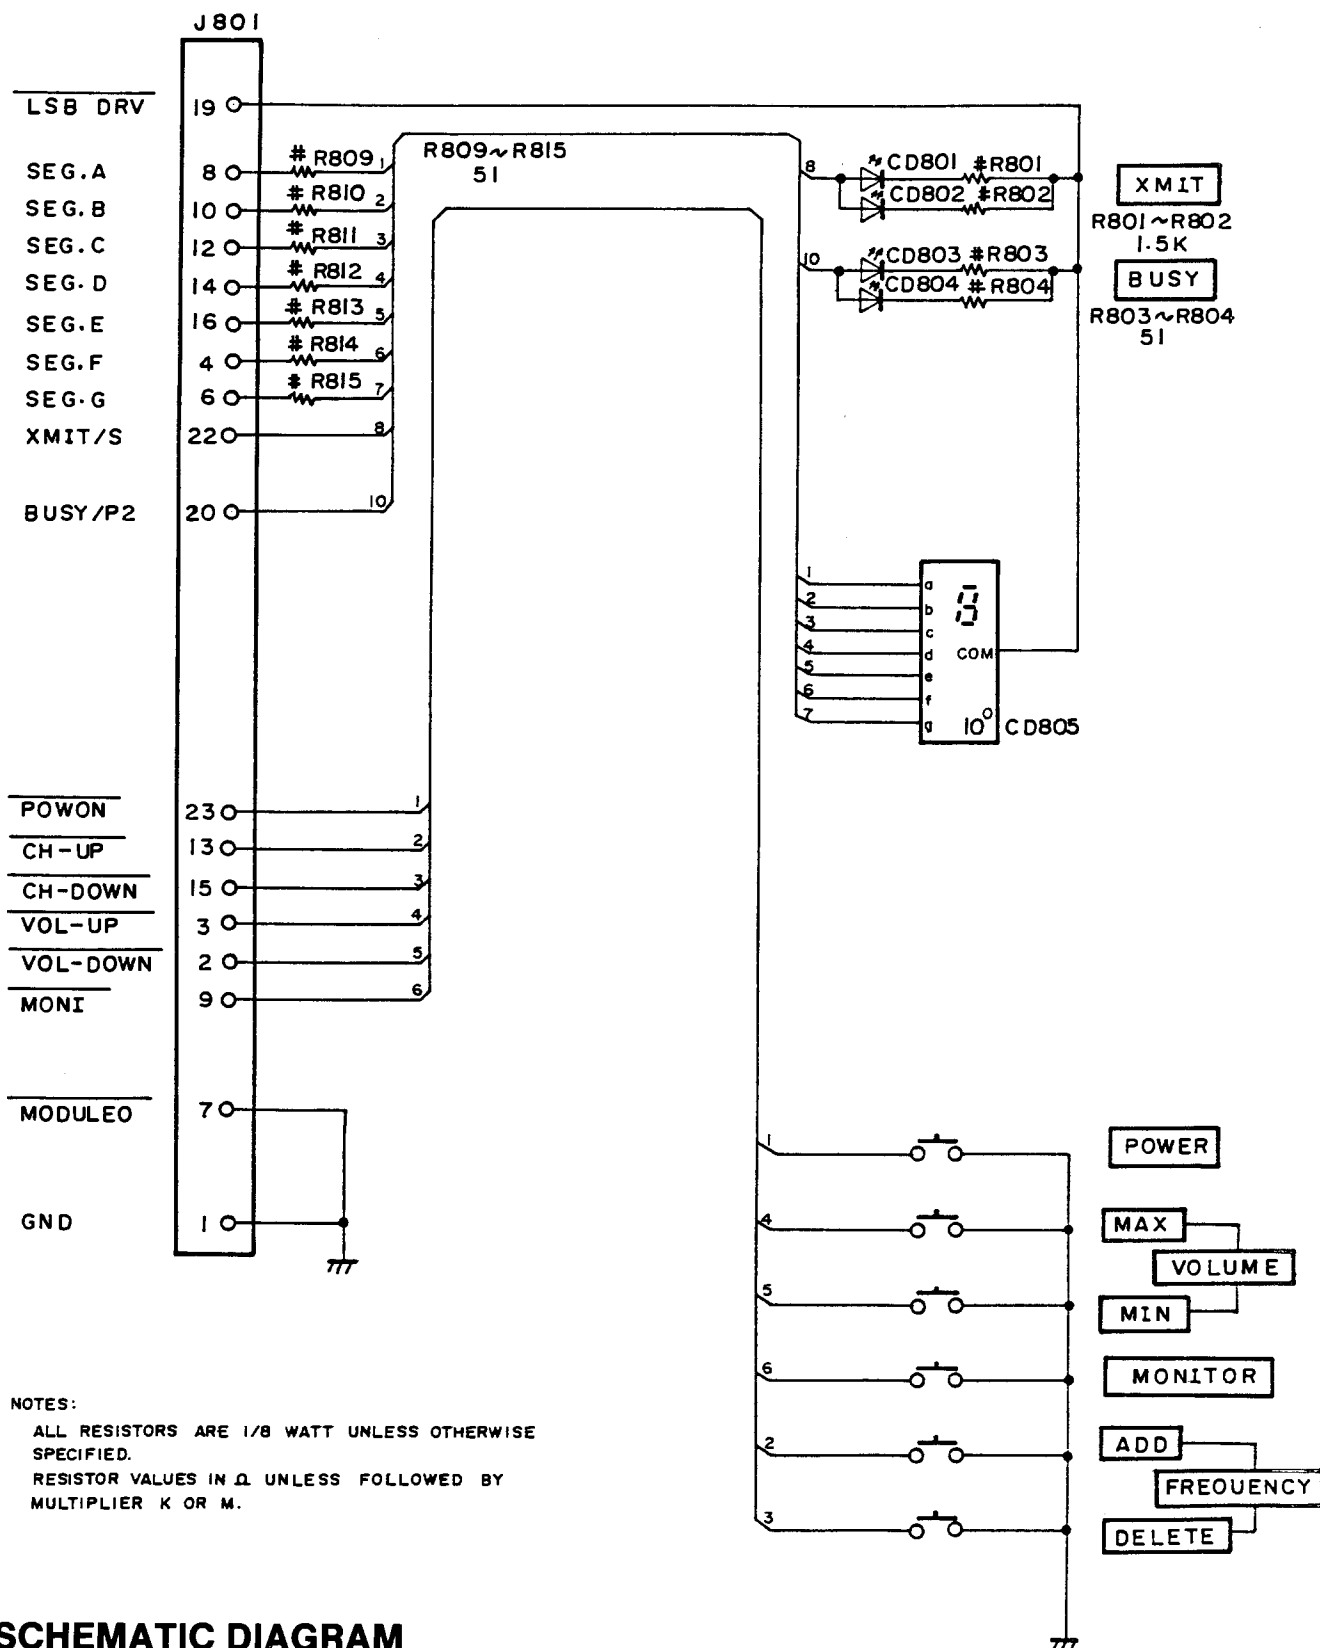 J801
LSB DRV 19
SEG.A 8 # R809 1
SEG.B 10 # R810 2
SEG.C 12 # R811 3
SEG.D 14 # R812 4
SEG.E 16 # R813 5
SEG.F 4 # R814 6
SEG.G 6 # R815 7
XMIT/S 22 8
BUSY/P2 20 10
R809~R815
51
8 CD801 #R801
CD802 #R802
XMIT
R801~R802
1.5K
10 CD803 #R803
CD804 #R804
BUSY
R803~R804
51
1 a
2 b
3 c
4 d
5 e
6 f
7 g
8
COM
10⁰ CD805
POWON 23 1
CH-UP 13 2
CH-DOWN 15 3
VOL-UP 3 4
VOL-DOWN 2 5
MONI 9 6
MODULEO 7
GND 1
1 POWER
4 MAX
VOLUME
5 MIN
6 MONITOR
2 ADD
FREQUENCY
3 DELETE
NOTES:
ALL RESISTORS ARE 1/8 WATT UNLESS OTHERWISE
SPECIFIED.
RESISTOR VALUES IN Ω UNLESS FOLLOWED BY
MULTIPLIER K OR M.
SCHEMATIC DIAGRAM